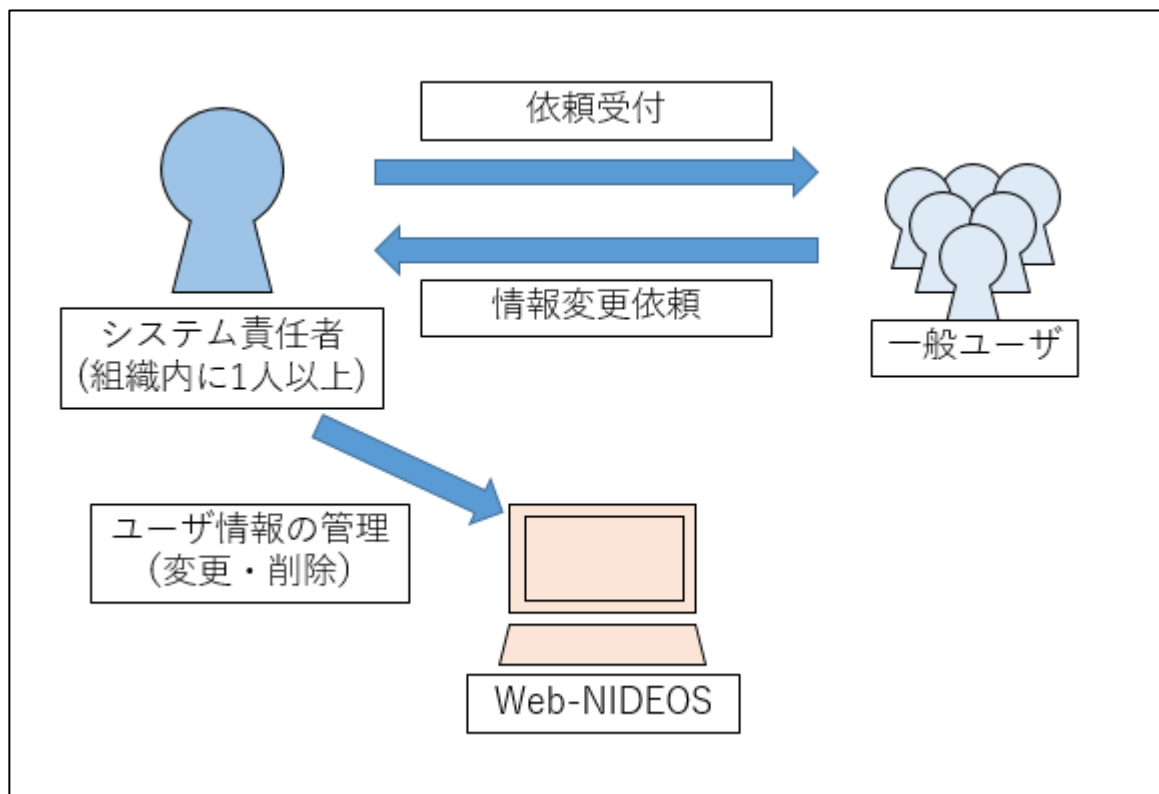 依頼受付
情報変更依頼
システム責任者
(組織内に1人以上)
一般ユーザ
ユーザ情報の管理
(変更・削除)
Web-NIDEOS